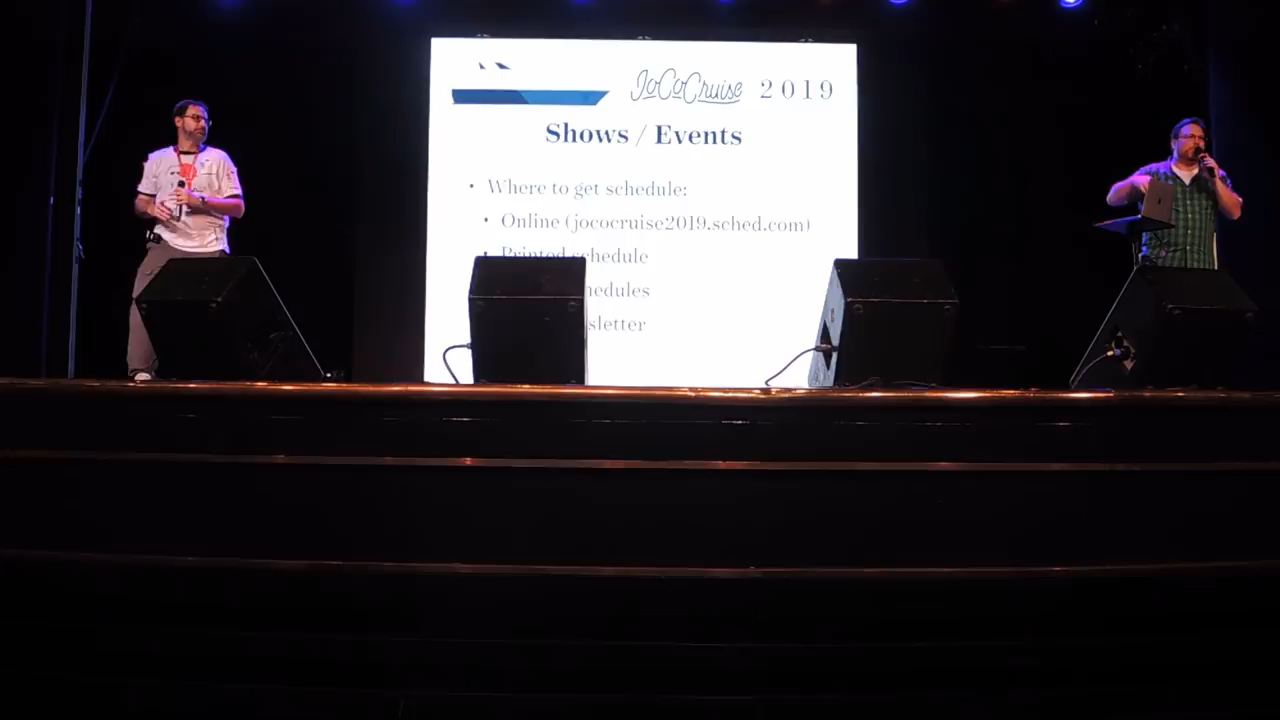 JoCoCruise 2019
Shows / Events
• Where to get schedule:
• Online (jococruise2019.sched.com)
• Printed schedule